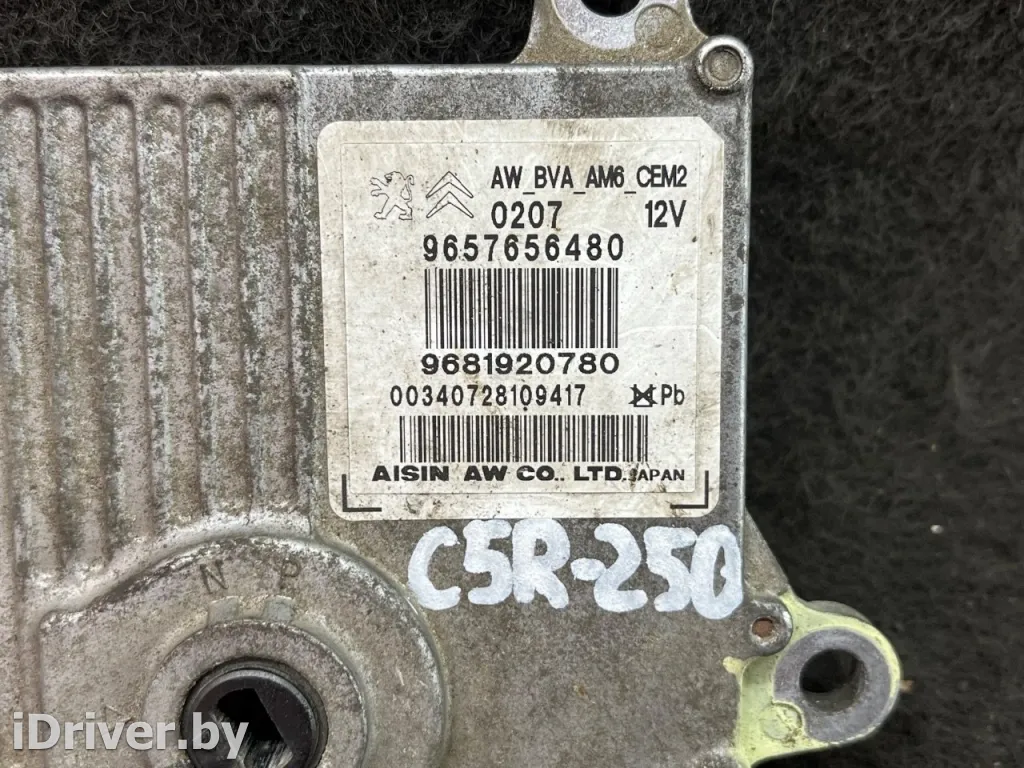 AW_BVA_AM6_CEM2
0207 12V
9657656480
9681920780
00340728109417 Pb
AISIN AW CO., LTD. JAPAN
C5R-250
N P
iDriver.by